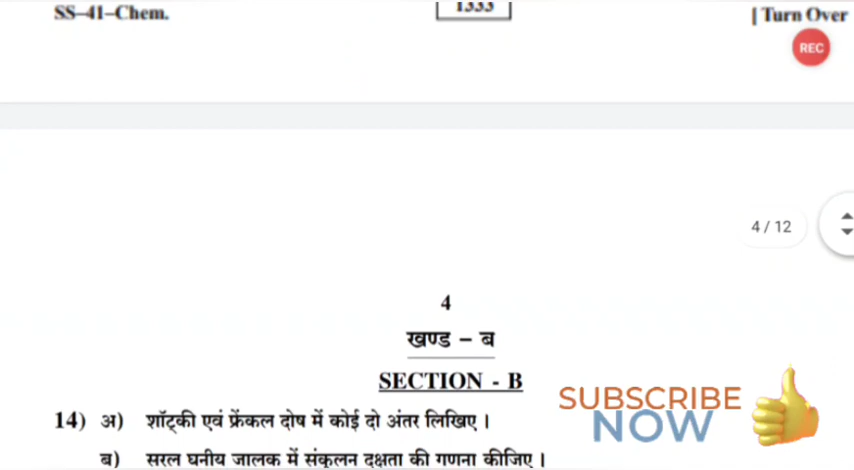 SS–41–Chem. 1333 | Turn Over
REC
4 / 12
4
खण्ड – ब
SECTION - B
14) अ) शॉट्की एवं फ्रेंकल दोष में कोई दो अंतर लिखिए ।
SUBSCRIBE
NOW
ब) सरल घनीय जालक में संकुलन दक्षता की गणना कीजिए ।